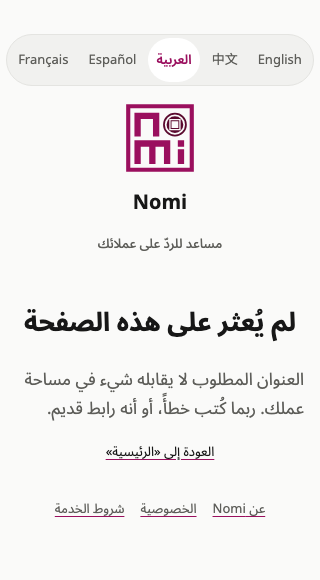 English 中文 العربية Español Français
nomi
Nomi
مساعد للردّ على عملائك
لم يُعثر على هذه الصفحة
العنوان المطلوب لا يقابله شيء في مساحة
عملك. ربما كُتب خطأً، أو أنه رابط قديم.
العودة إلى «الرئيسية»
عن Nomi الخصوصية شروط الخدمة